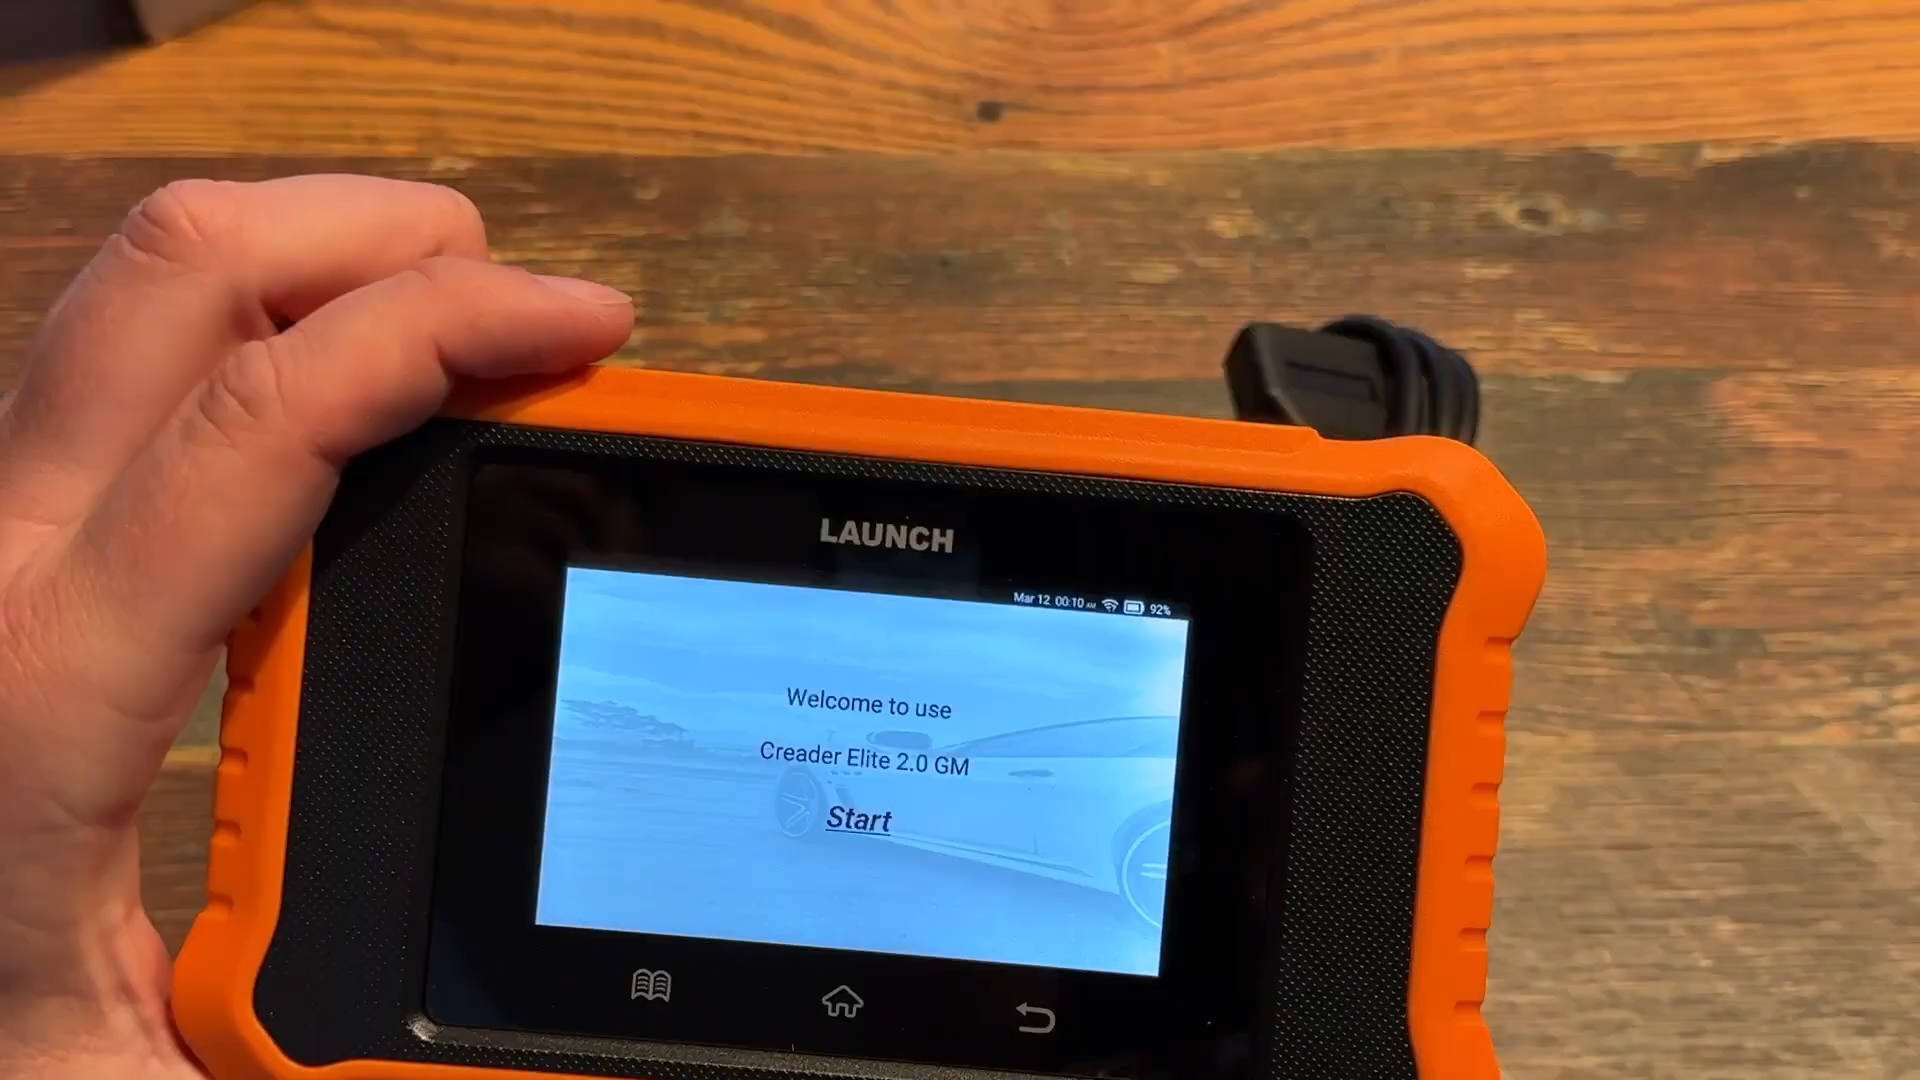 LAUNCH
Mar 12 00:10 AM 92%
Welcome to use
Creader Elite 2.0 GM
Start